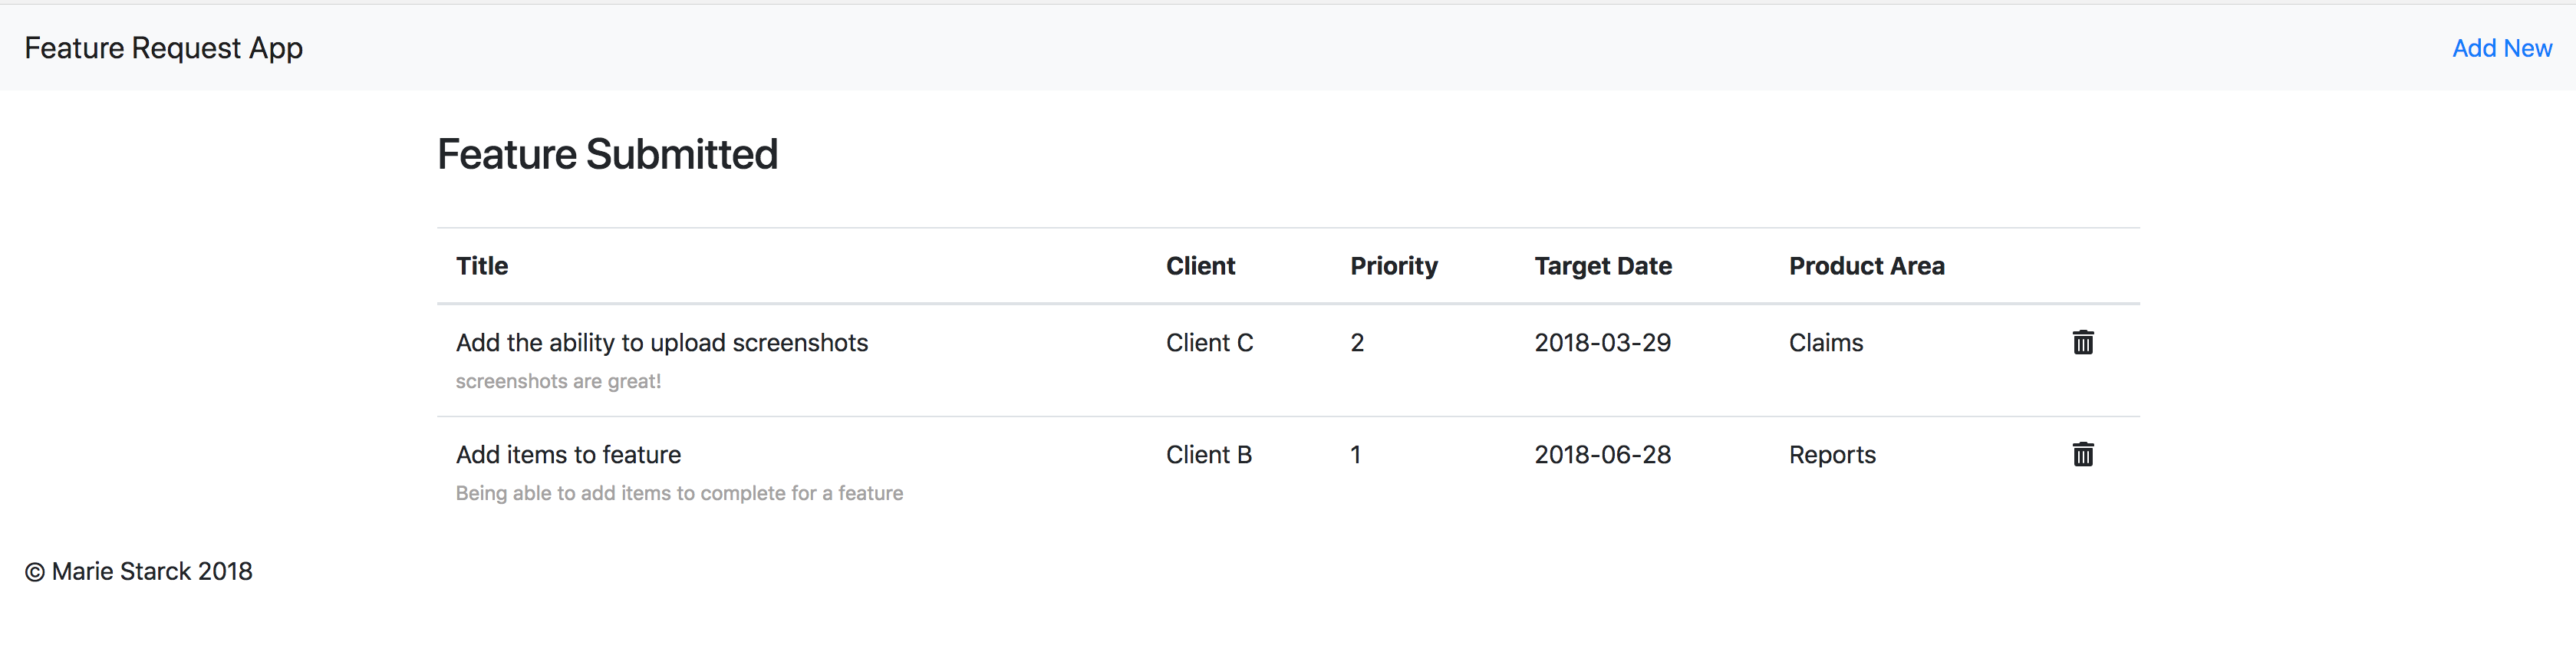 Feature Request App Add New
Feature Submitted
Title Client Priority Target Date Product Area
Add the ability to upload screenshots Client C 2 2018-03-29 Claims
screenshots are great!
Add items to feature Client B 1 2018-06-28 Reports
Being able to add items to complete for a feature
© Marie Starck 2018